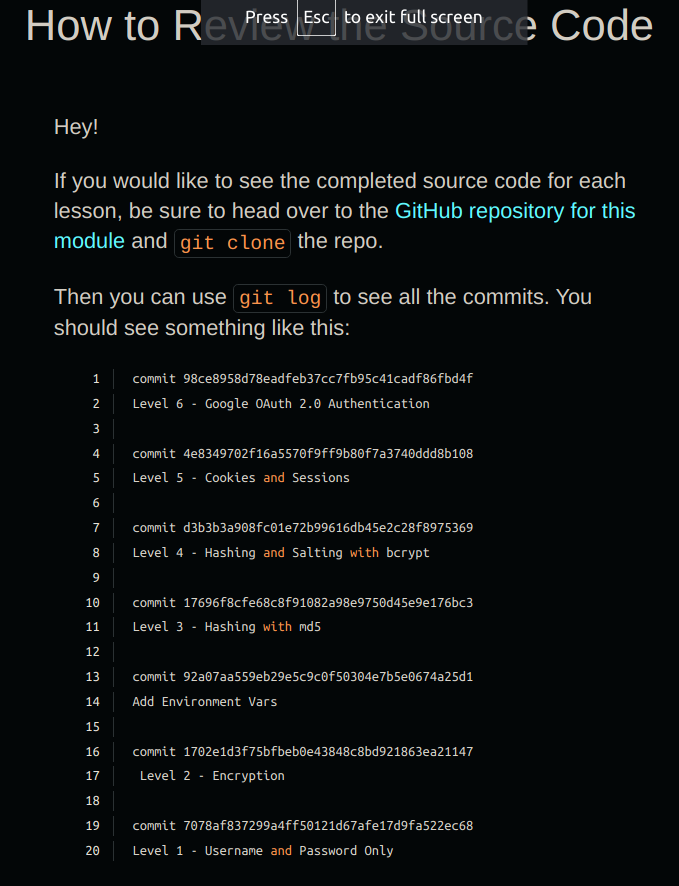 How to Review the Source Code
Press Esc to exit full screen
Hey!
If you would like to see the completed source code for each
lesson, be sure to head over to the GitHub repository for this
module and git clone the repo.
Then you can use git log to see all the commits. You
should see something like this:
1 commit 98ce8958d78eadfeb37cc7fb95c41cadf86fbd4f
2 Level 6 - Google OAuth 2.0 Authentication
3
4 commit 4e8349702f16a5570f9ff9b80f7a3740ddd8b108
5 Level 5 - Cookies and Sessions
6
7 commit d3b3b3a908fc01e72b99616db45e2c28f8975369
8 Level 4 - Hashing and Salting with bcrypt
9
10 commit 17696f8cfe68c8f91082a98e9750d45e9e176bc3
11 Level 3 - Hashing with md5
12
13 commit 92a07aa559eb29e5c9c0f50304e7b5e0674a25d1
14 Add Environment Vars
15
16 commit 1702e1d3f75bfbeb0e43848c8bd921863ea21147
17 Level 2 - Encryption
18
19 commit 7078af837299a4ff50121d67afe17d9fa522ec68
20 Level 1 - Username and Password Only